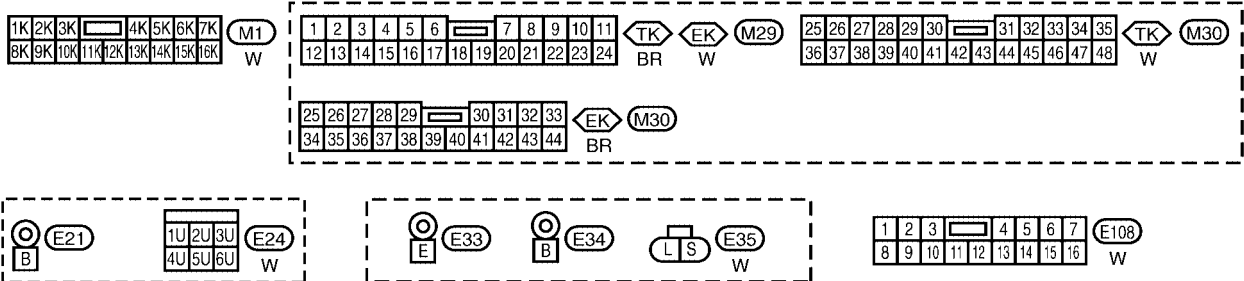 1K 2K 3K 4K 5K 6K 7K M1
8K 9K 10K 11K 12K 13K 14K 15K 16K W
1 2 3 4 5 6 7 8 9 10 11 TK EK M29
12 13 14 15 16 17 18 19 20 21 22 23 24 BR W
25 26 27 28 29 30 31 32 33 34 35 TK M30
36 37 38 39 40 41 42 43 44 45 46 47 48 W
25 26 27 28 29 30 31 32 33 EK M30
34 35 36 37 38 39 40 41 42 43 44 BR
B E21
1U 2U 3U E24
4U 5U 6U W
E E33
B E34
L S E35
W
1 2 3 4 5 6 7 E108
8 9 10 11 12 13 14 15 16 W